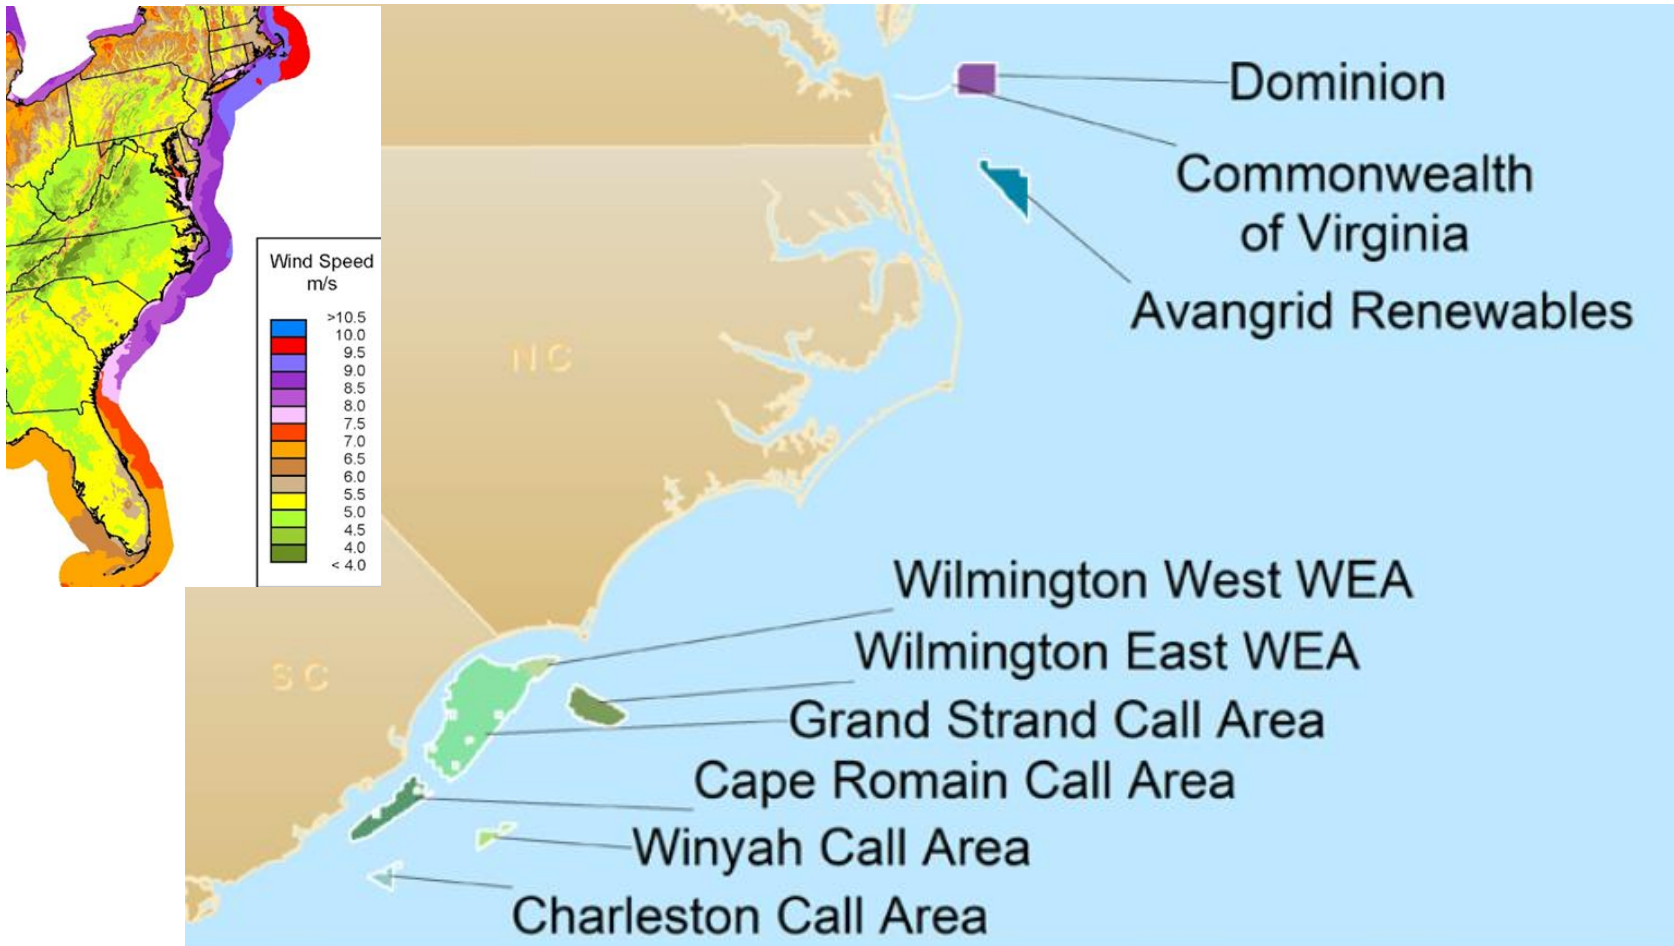 Wind Speed
m/s
>10.5
10.0
9.5
9.0
8.5
8.0
7.5
7.0
6.5
6.0
5.5
5.0
4.5
4.0
< 4.0
Dominion
Commonwealth
of Virginia
Avangrid Renewables
NC
Wilmington West WEA
Wilmington East WEA
SC
Grand Strand Call Area
Cape Romain Call Area
Winyah Call Area
Charleston Call Area